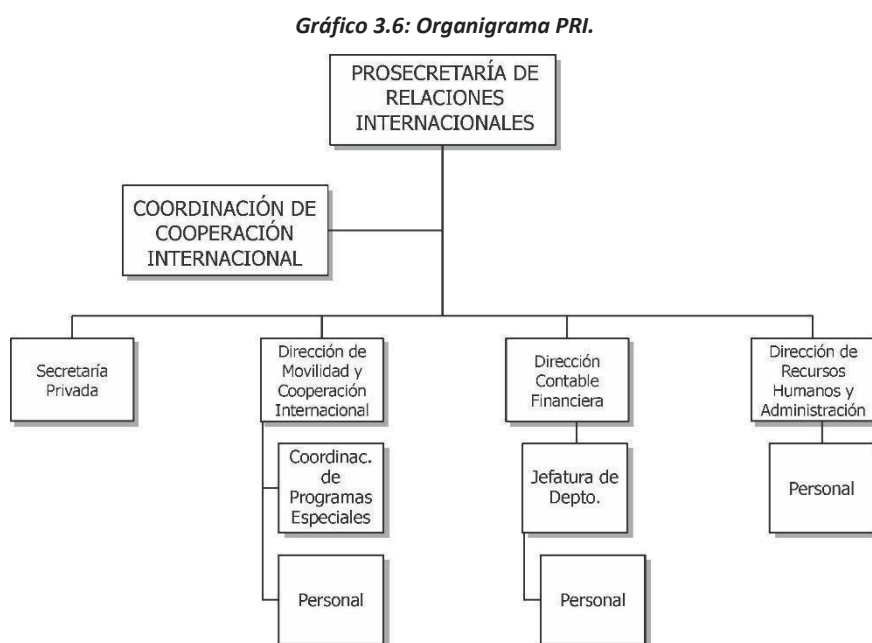 Gráfico 3.6: Organigrama PRI.
PROSECRETARÍA DE
RELACIONES
INTERNACIONALES
COORDINACIÓN DE
COOPERACIÓN
INTERNACIONAL
Secretaría
Privada
Dirección de
Movilidad y
Cooperación
Internacional
Dirección
Contable
Financiera
Dirección de
Recursos
Humanos y
Administración
Coordinac.
de
Programas
Especiales
Jefatura de
Depto.
Personal
Personal
Personal